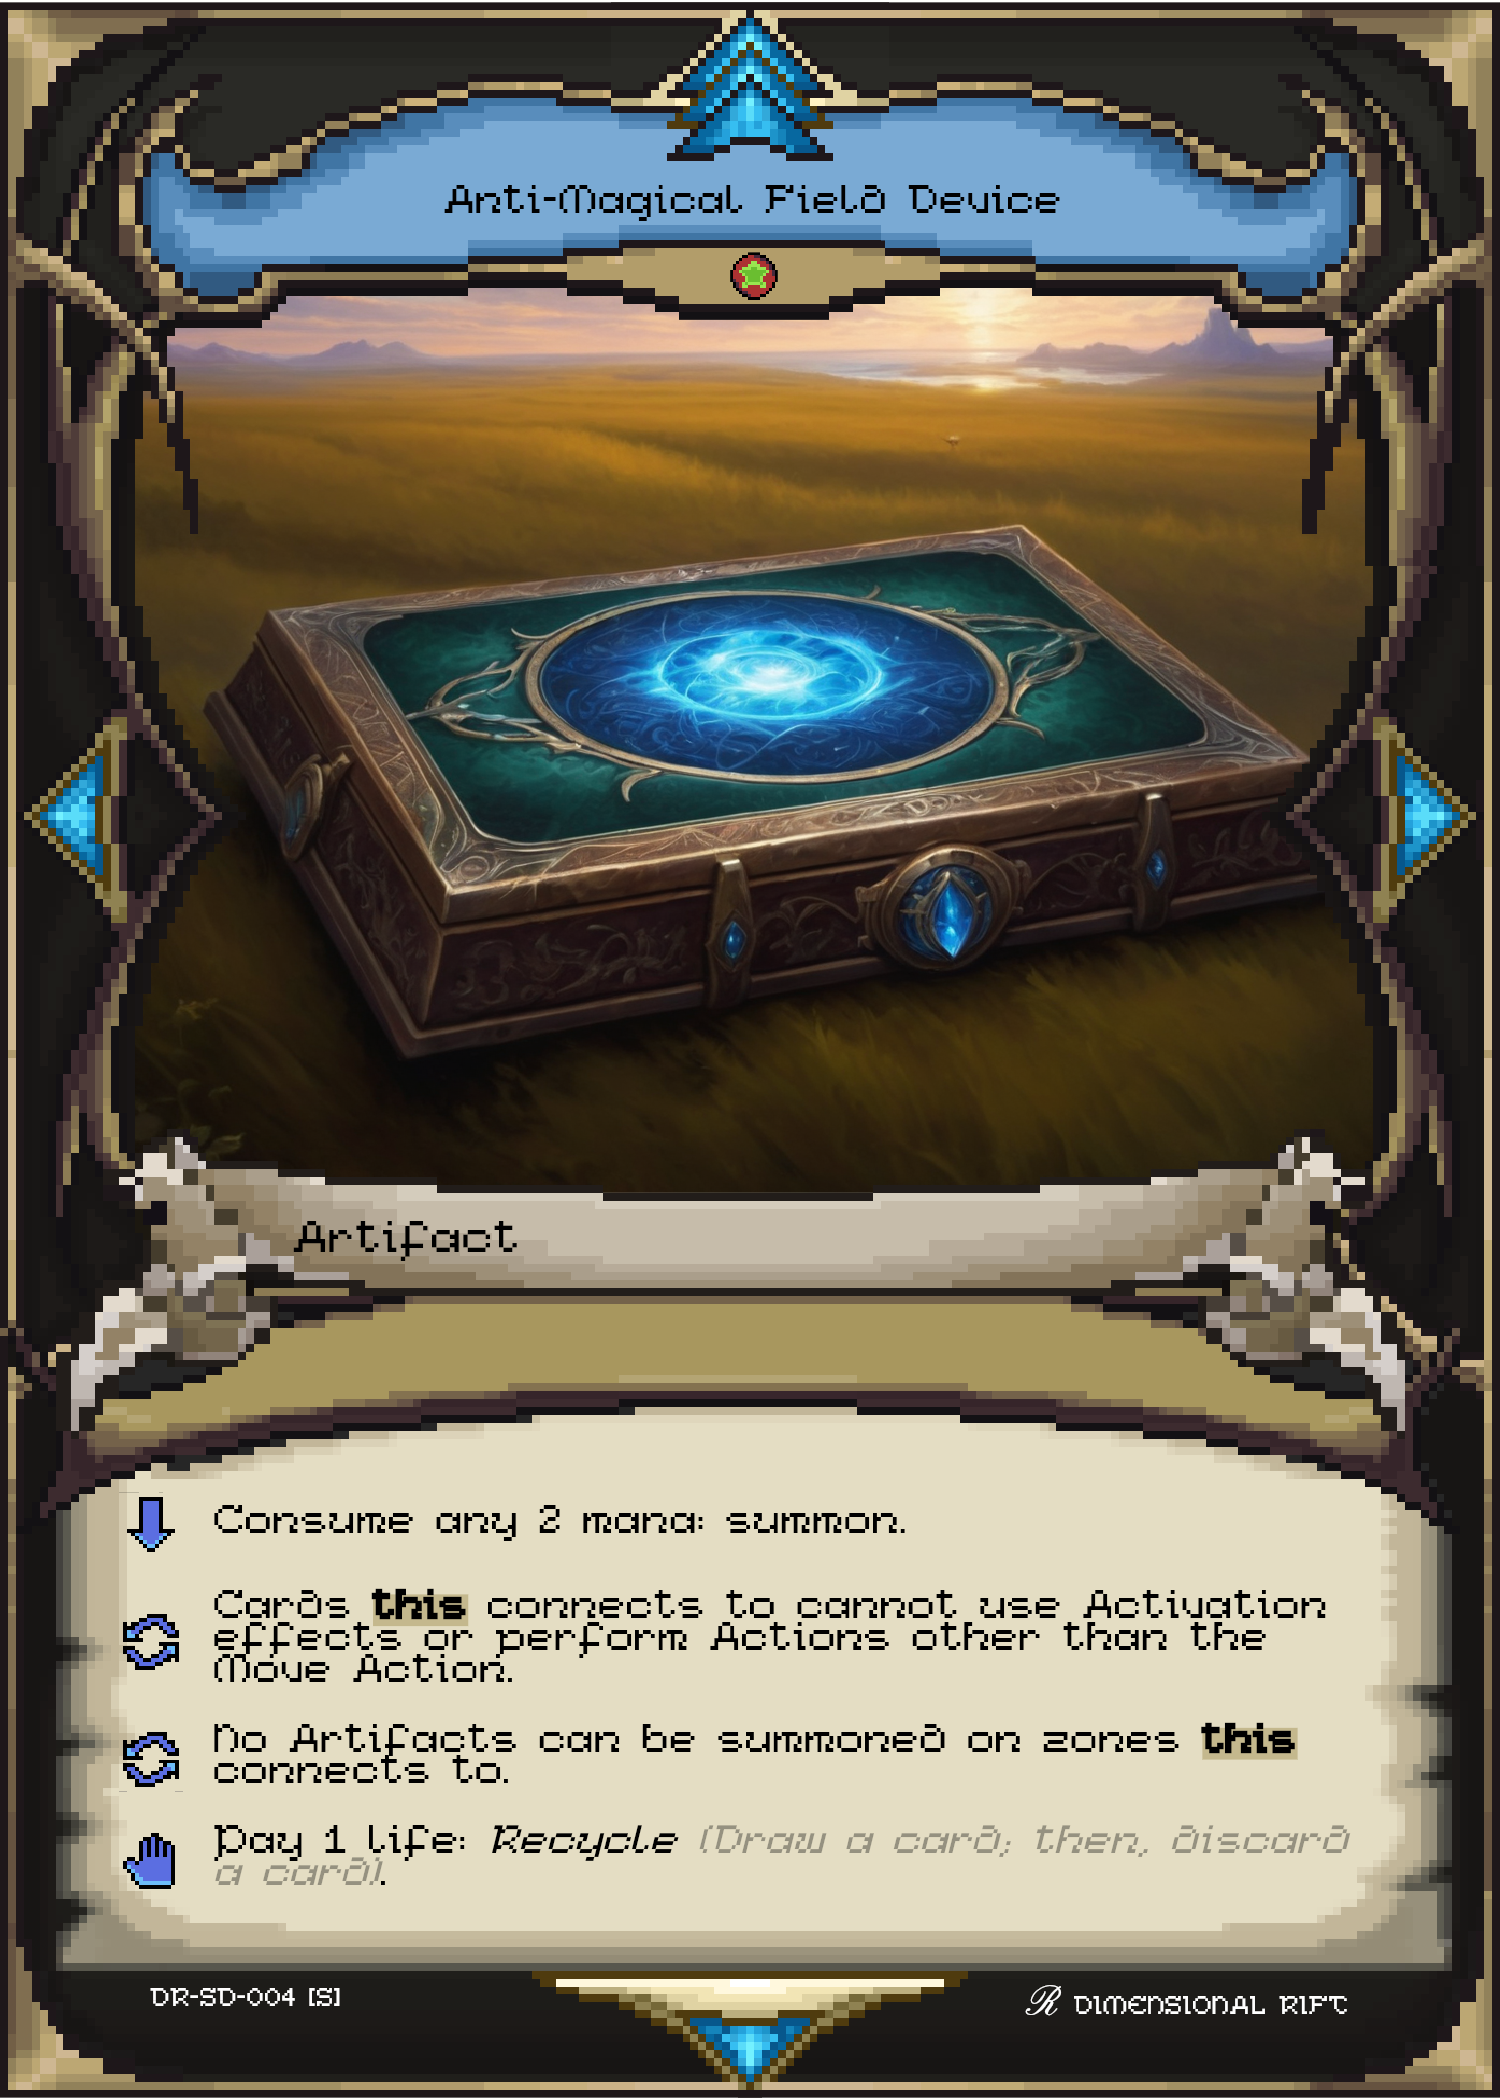 Anti-Magical Field Device
Artifact
Consume any 2 mana: summon.
Cards this connects to cannot use Activation
effects or perform Actions other than the
Move Action.
No Artifacts can be summoned on zones this
connects to.
Pay 1 life: Recycle (Draw a card; then, discard
a card).
DR-SD-004 [S]
R DIMENSIONAL RIFT